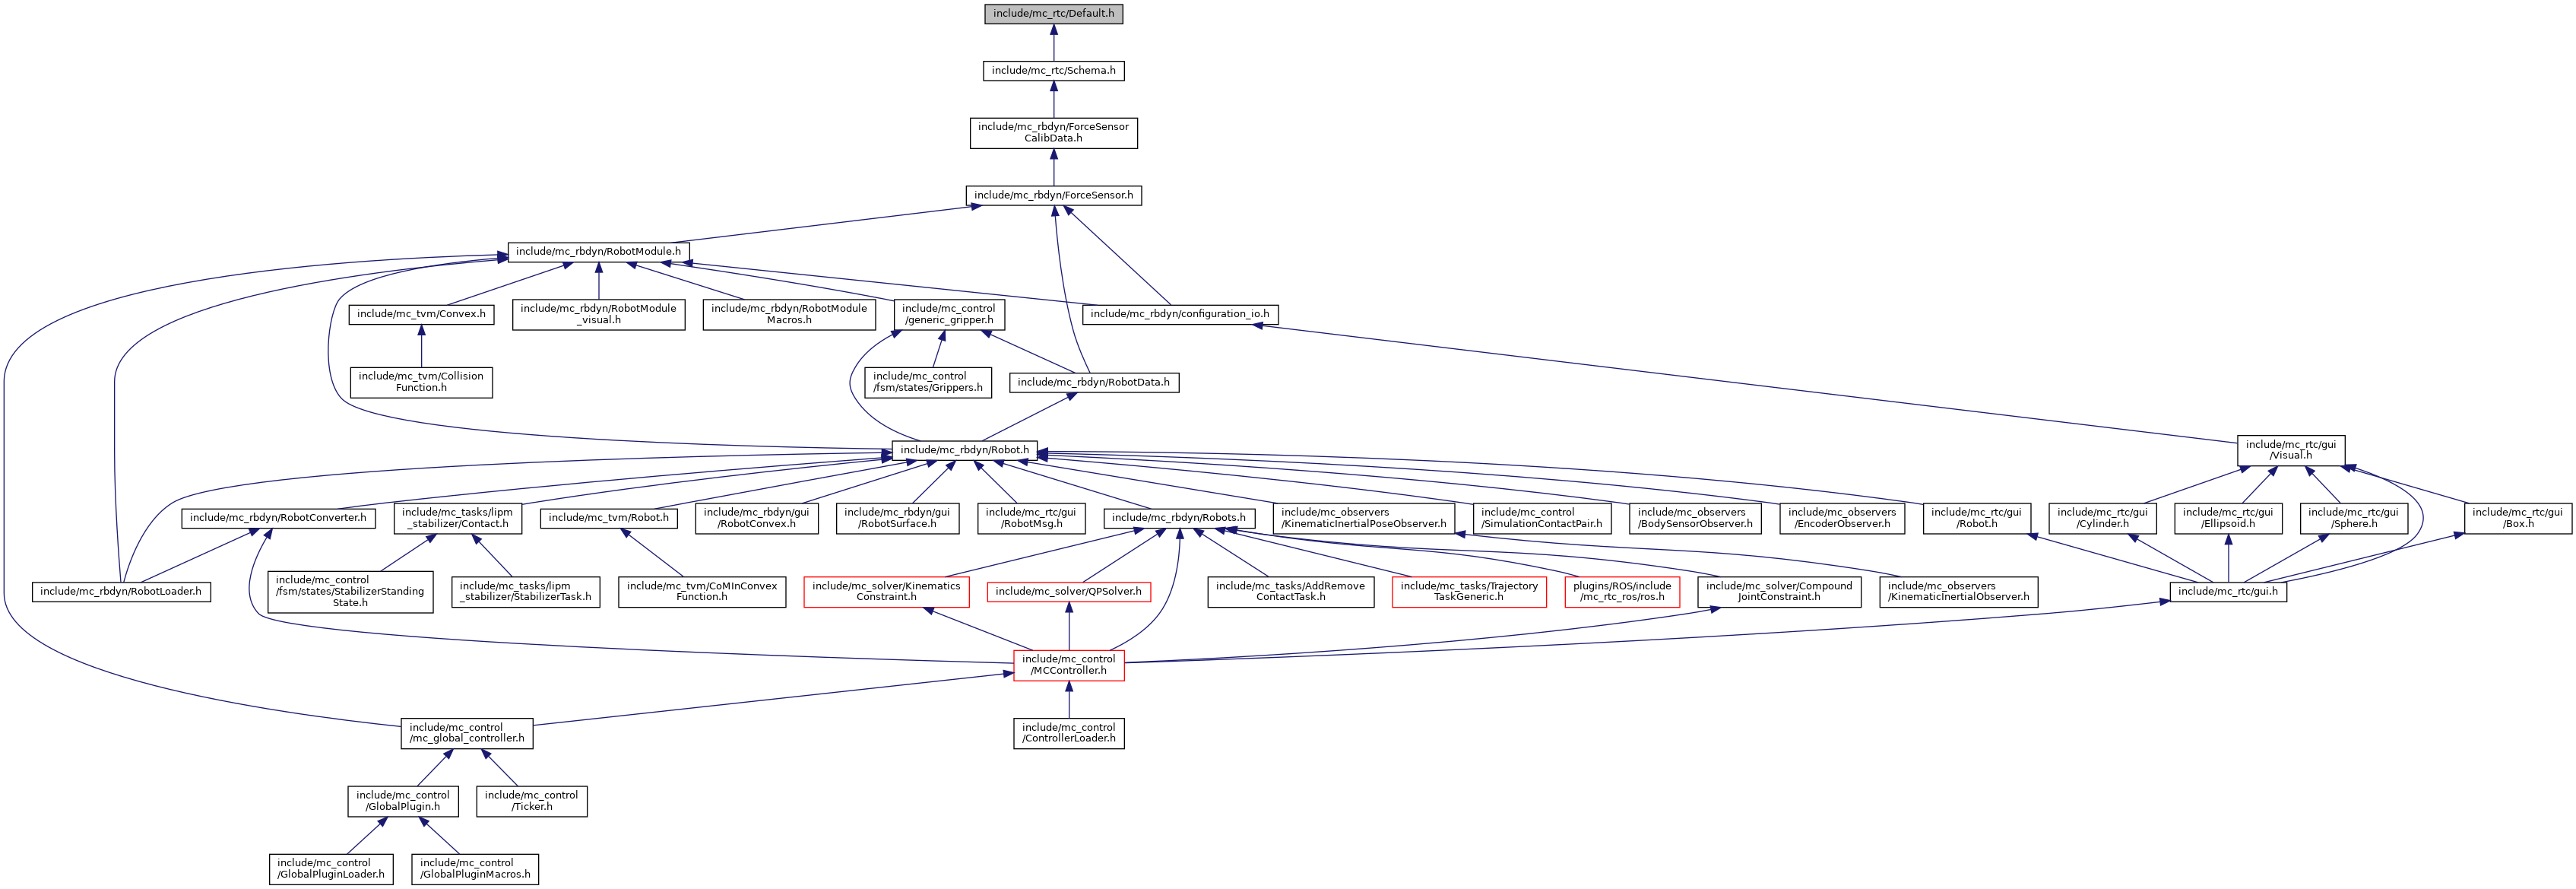 include/mc_rtc/Default.h
include/mc_rtc/Schema.h
include/mc_rbdyn/ForceSensor
CalibData.h
include/mc_rbdyn/ForceSensor.h
include/mc_rbdyn/RobotModule.h
include/mc_tvm/Convex.h
include/mc_rbdyn/RobotModule
_visual.h
include/mc_rbdyn/RobotModule
Macros.h
include/mc_control
/generic_gripper.h
include/mc_rbdyn/configuration_io.h
include/mc_tvm/Collision
Function.h
include/mc_control
/fsm/states/Grippers.h
include/mc_rbdyn/RobotData.h
include/mc_rbdyn/Robot.h
include/mc_rtc/gui
/Visual.h
include/mc_rbdyn/RobotConverter.h
include/mc_tasks/lipm
_stabilizer/Contact.h
include/mc_tvm/Robot.h
include/mc_rbdyn/gui
/RobotConvex.h
include/mc_rbdyn/gui
/RobotSurface.h
include/mc_rtc/gui
/RobotMsg.h
include/mc_rbdyn/Robots.h
include/mc_observers
/KinematicInertialPoseObserver.h
include/mc_control
/SimulationContactPair.h
include/mc_observers
/BodySensorObserver.h
include/mc_observers
/EncoderObserver.h
include/mc_rtc/gui
/Robot.h
include/mc_rtc/gui
/Cylinder.h
include/mc_rtc/gui
/Ellipsoid.h
include/mc_rtc/gui
/Sphere.h
include/mc_rtc/gui
/Box.h
include/mc_rbdyn/RobotLoader.h
include/mc_control
/fsm/states/StabilizerStanding
State.h
include/mc_tasks/lipm
_stabilizer/StabilizerTask.h
include/mc_tvm/CoMInConvex
Function.h
include/mc_solver/Kinematics
Constraint.h
include/mc_solver/QPSolver.h
include/mc_tasks/AddRemove
ContactTask.h
include/mc_tasks/Trajectory
TaskGeneric.h
plugins/ROS/include
/mc_rtc_ros/ros.h
include/mc_solver/Compound
JointConstraint.h
include/mc_observers
/KinematicInertialObserver.h
include/mc_rtc/gui.h
include/mc_control
/MCController.h
include/mc_control
/mc_global_controller.h
include/mc_control
/ControllerLoader.h
include/mc_control
/GlobalPlugin.h
include/mc_control
/Ticker.h
include/mc_control
/GlobalPluginLoader.h
include/mc_control
/GlobalPluginMacros.h